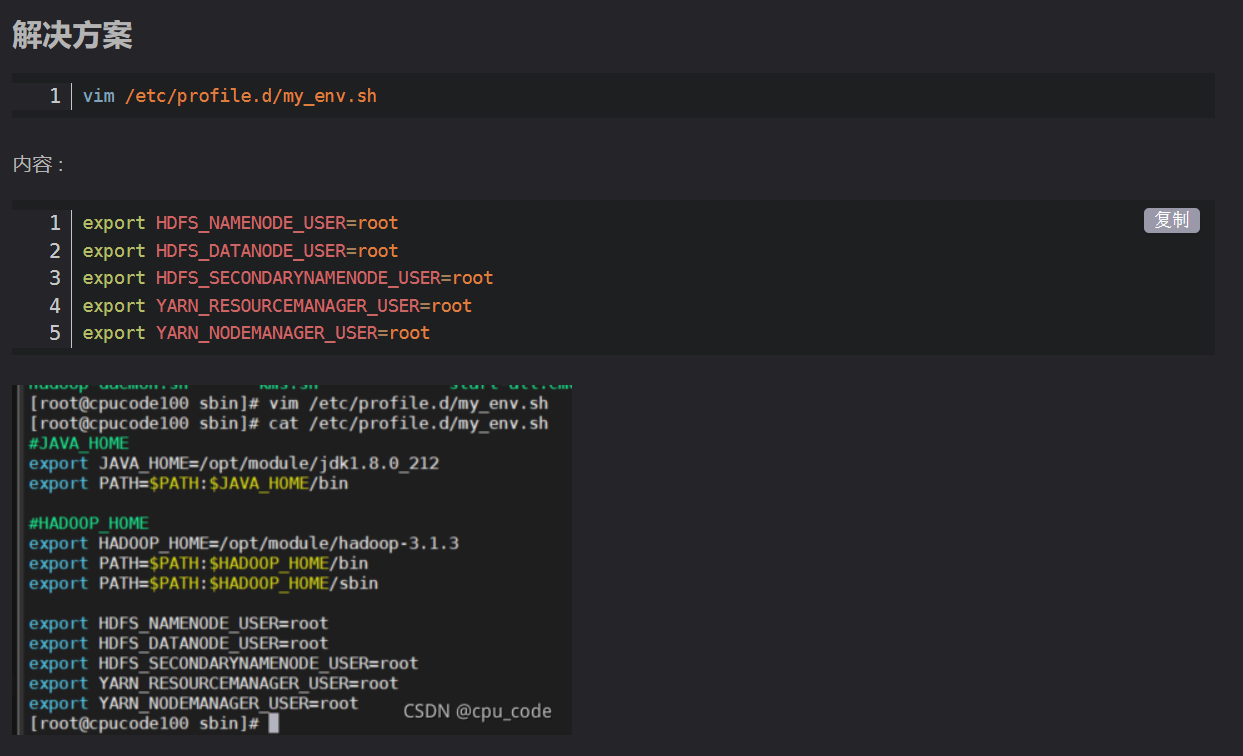 解决方案
1 vim /etc/profile.d/my_env.sh
内容 :
复制
1 export HDFS_NAMENODE_USER=root
2 export HDFS_DATANODE_USER=root
3 export HDFS_SECONDARYNAMENODE_USER=root
4 export YARN_RESOURCEMANAGER_USER=root
5 export YARN_NODEMANAGER_USER=root
[root@cpucode100 sbin]# vim /etc/profile.d/my_env.sh
[root@cpucode100 sbin]# cat /etc/profile.d/my_env.sh
#JAVA_HOME
export JAVA_HOME=/opt/module/jdk1.8.0_212
export PATH=$PATH:$JAVA_HOME/bin
#HADOOP_HOME
export HADOOP_HOME=/opt/module/hadoop-3.1.3
export PATH=$PATH:$HADOOP_HOME/bin
export PATH=$PATH:$HADOOP_HOME/sbin
export HDFS_NAMENODE_USER=root
export HDFS_DATANODE_USER=root
export HDFS_SECONDARYNAMENODE_USER=root
export YARN_RESOURCEMANAGER_USER=root
export YARN_NODEMANAGER_USER=root
[root@cpucode100 sbin]#
CSDN @cpu_code